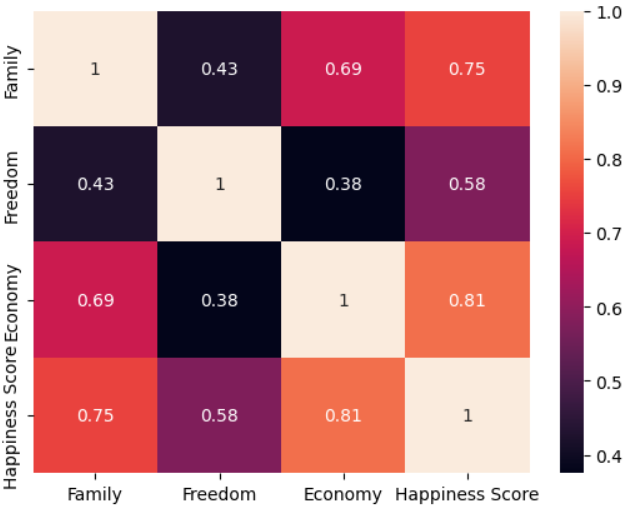 Family 1 0.43 0.69 0.75
Freedom 0.43 1 0.38 0.58
Economy 0.69 0.38 1 0.81
Happiness Score 0.75 0.58 0.81 1
Family Freedom Economy Happiness Score
1.0
0.9
0.8
0.7
0.6
0.5
0.4